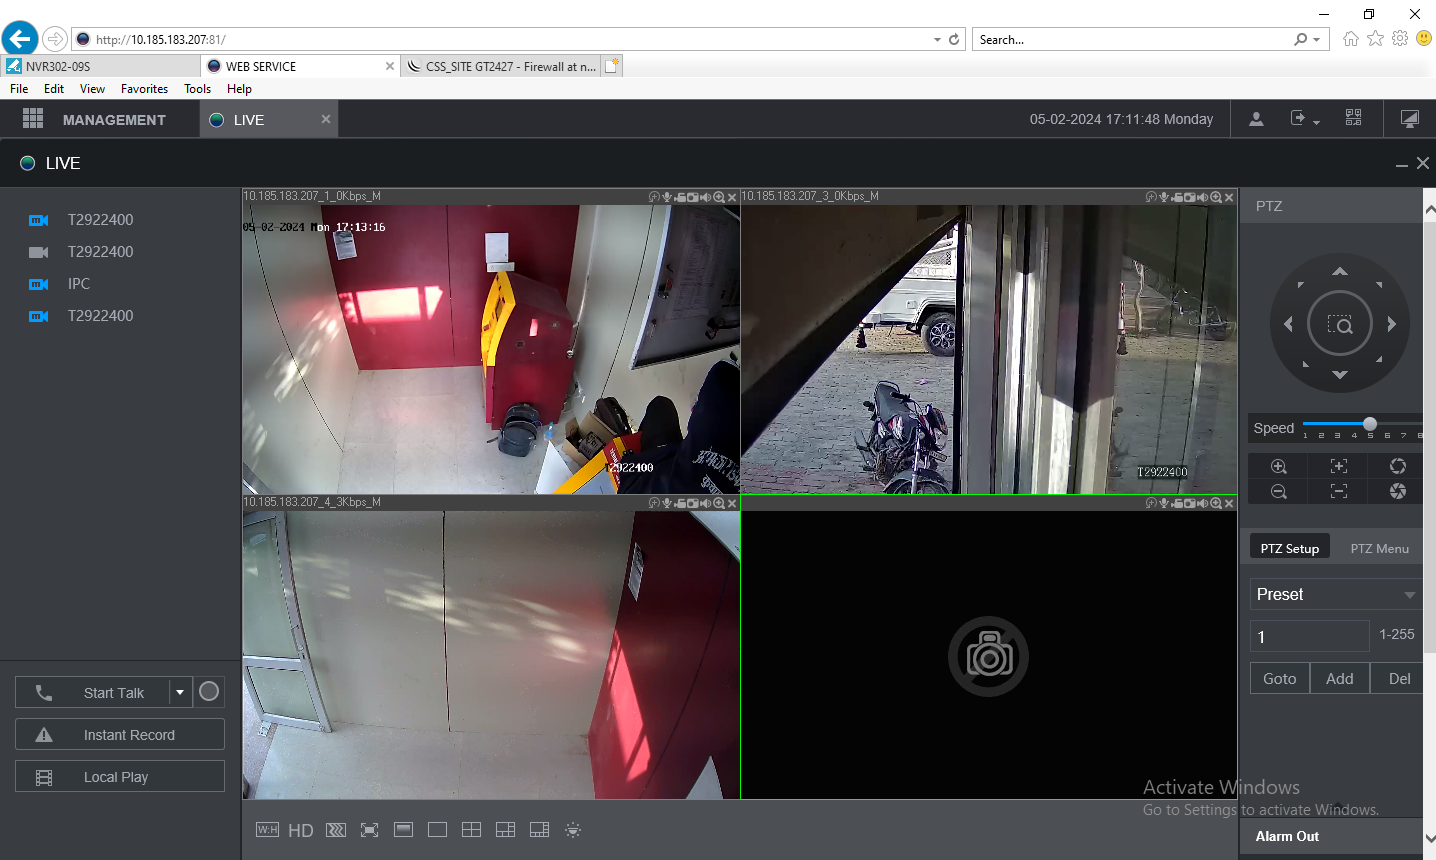 http://10.185.183.207:81/
Search...
NVR302-09S
WEB SERVICE
CSS_SITE GT2427 - Firewall at n...
File Edit View Favorites Tools Help
MANAGEMENT
LIVE
05-02-2024 17:11:48 Monday
LIVE
T2922400
T2922400
IPC
T2922400
Start Talk
Instant Record
Local Play
10.185.183.207_1_0Kbps_M
05-02-2024 Mon 17:13:16
T2922400
10.185.183.207_3_0Kbps_M
T2922400
10.185.183.207_4_3Kbps_M
W:H HD
PTZ
Speed
1 2 3 4 5 6 7 8
PTZ Setup PTZ Menu
Preset
1 1-255
Goto Add Del
Activate Windows
Go to Settings to activate Windows.
Alarm Out